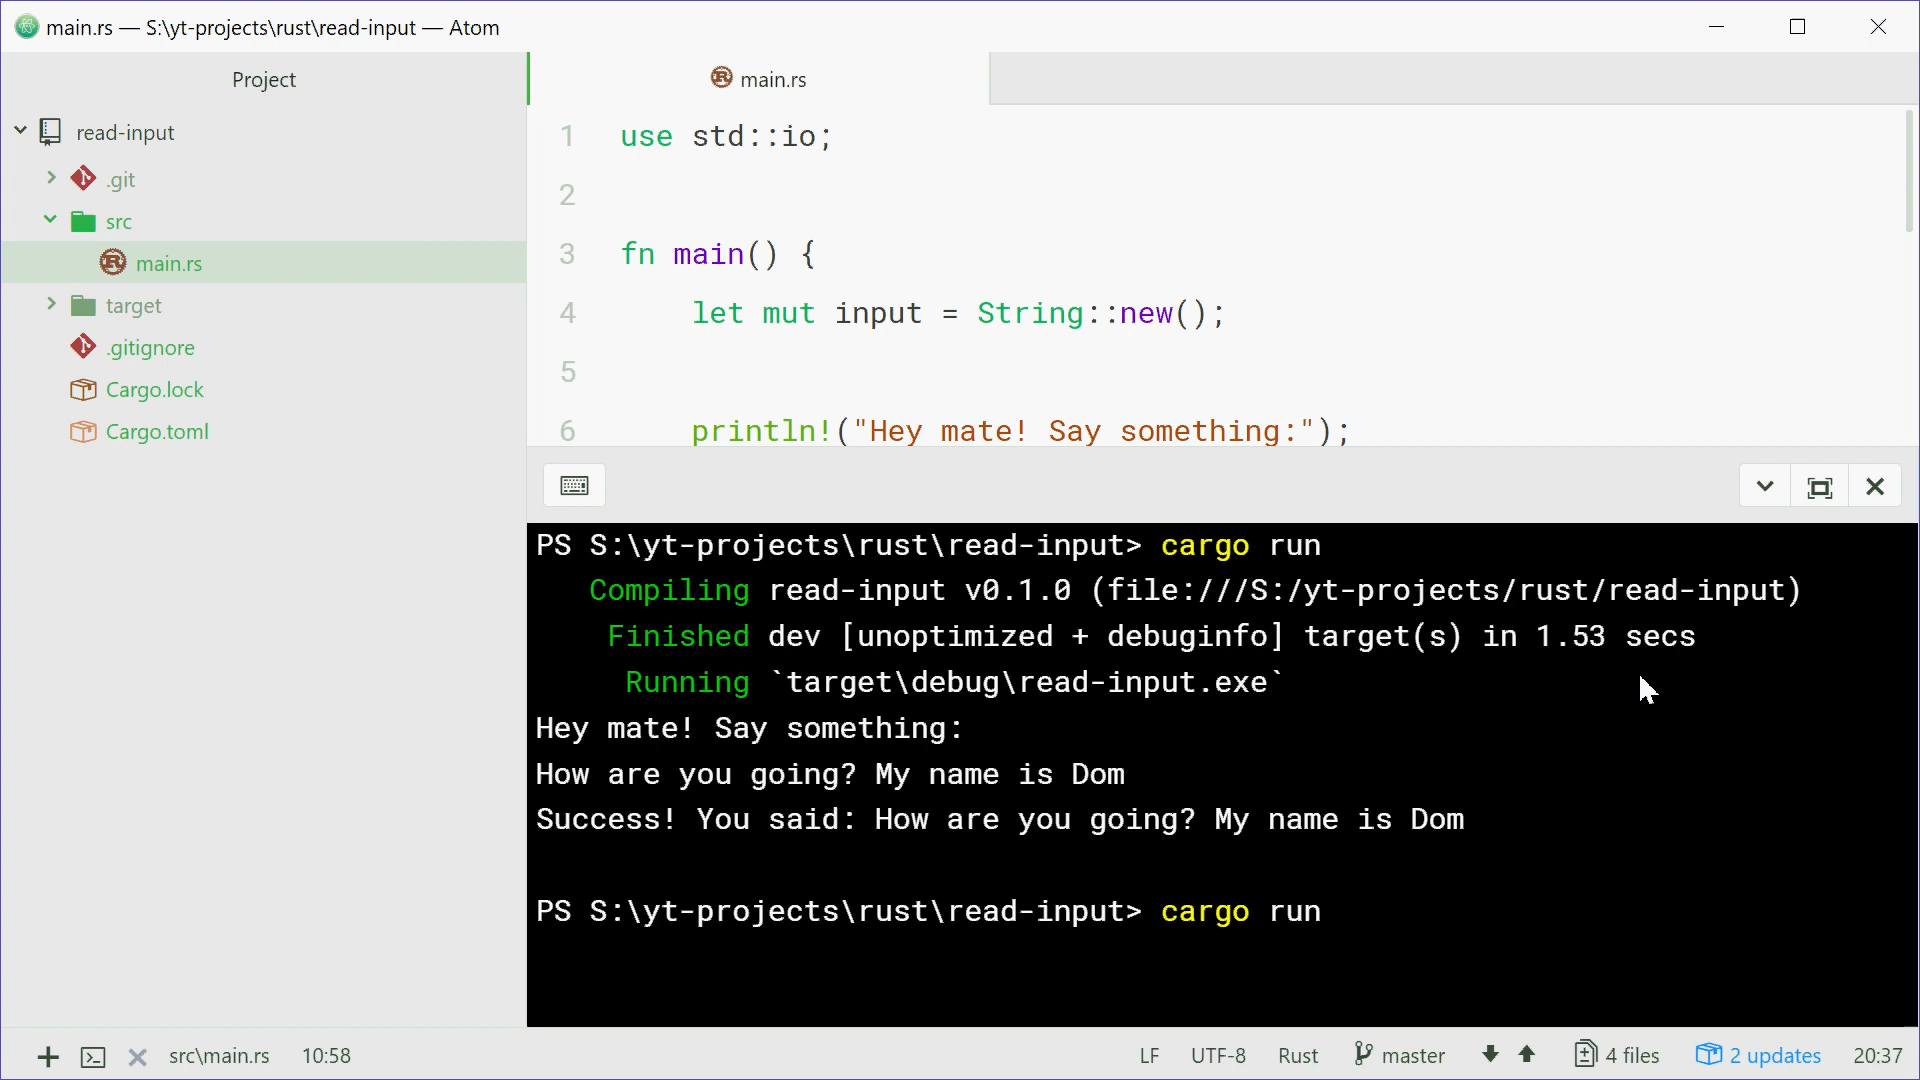 main.rs — S:\yt-projects\rust\read-input — Atom
Project
read-input
.git
src
main.rs
target
.gitignore
Cargo.lock
Cargo.toml
main.rs
1 use std::io;
2
3 fn main() {
4 let mut input = String::new();
5
6 println!("Hey mate! Say something:");
PS S:\yt-projects\rust\read-input> cargo run
Compiling read-input v0.1.0 (file:///S:/yt-projects/rust/read-input)
Finished dev [unoptimized + debuginfo] target(s) in 1.53 secs
Running `target\debug\read-input.exe`
Hey mate! Say something:
How are you going? My name is Dom
Success! You said: How are you going? My name is Dom
PS S:\yt-projects\rust\read-input> cargo run
src\main.rs 10:58 LF UTF-8 Rust master 4 files 2 updates 20:37